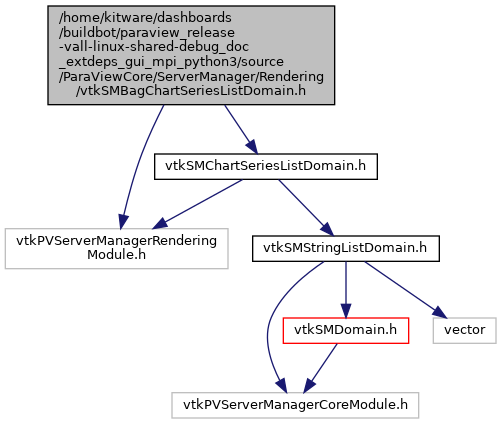 /home/kitware/dashboards
/buildbot/paraview_release
-vall-linux-shared-debug_doc
_extdeps_gui_mpi_python3/source
/ParaViewCore/ServerManager/Rendering
/vtkSMBagChartSeriesListDomain.h
vtkSMChartSeriesListDomain.h
vtkPVServerManagerRendering
Module.h
vtkSMStringListDomain.h
vtkSMDomain.h
vector
vtkPVServerManagerCoreModule.h